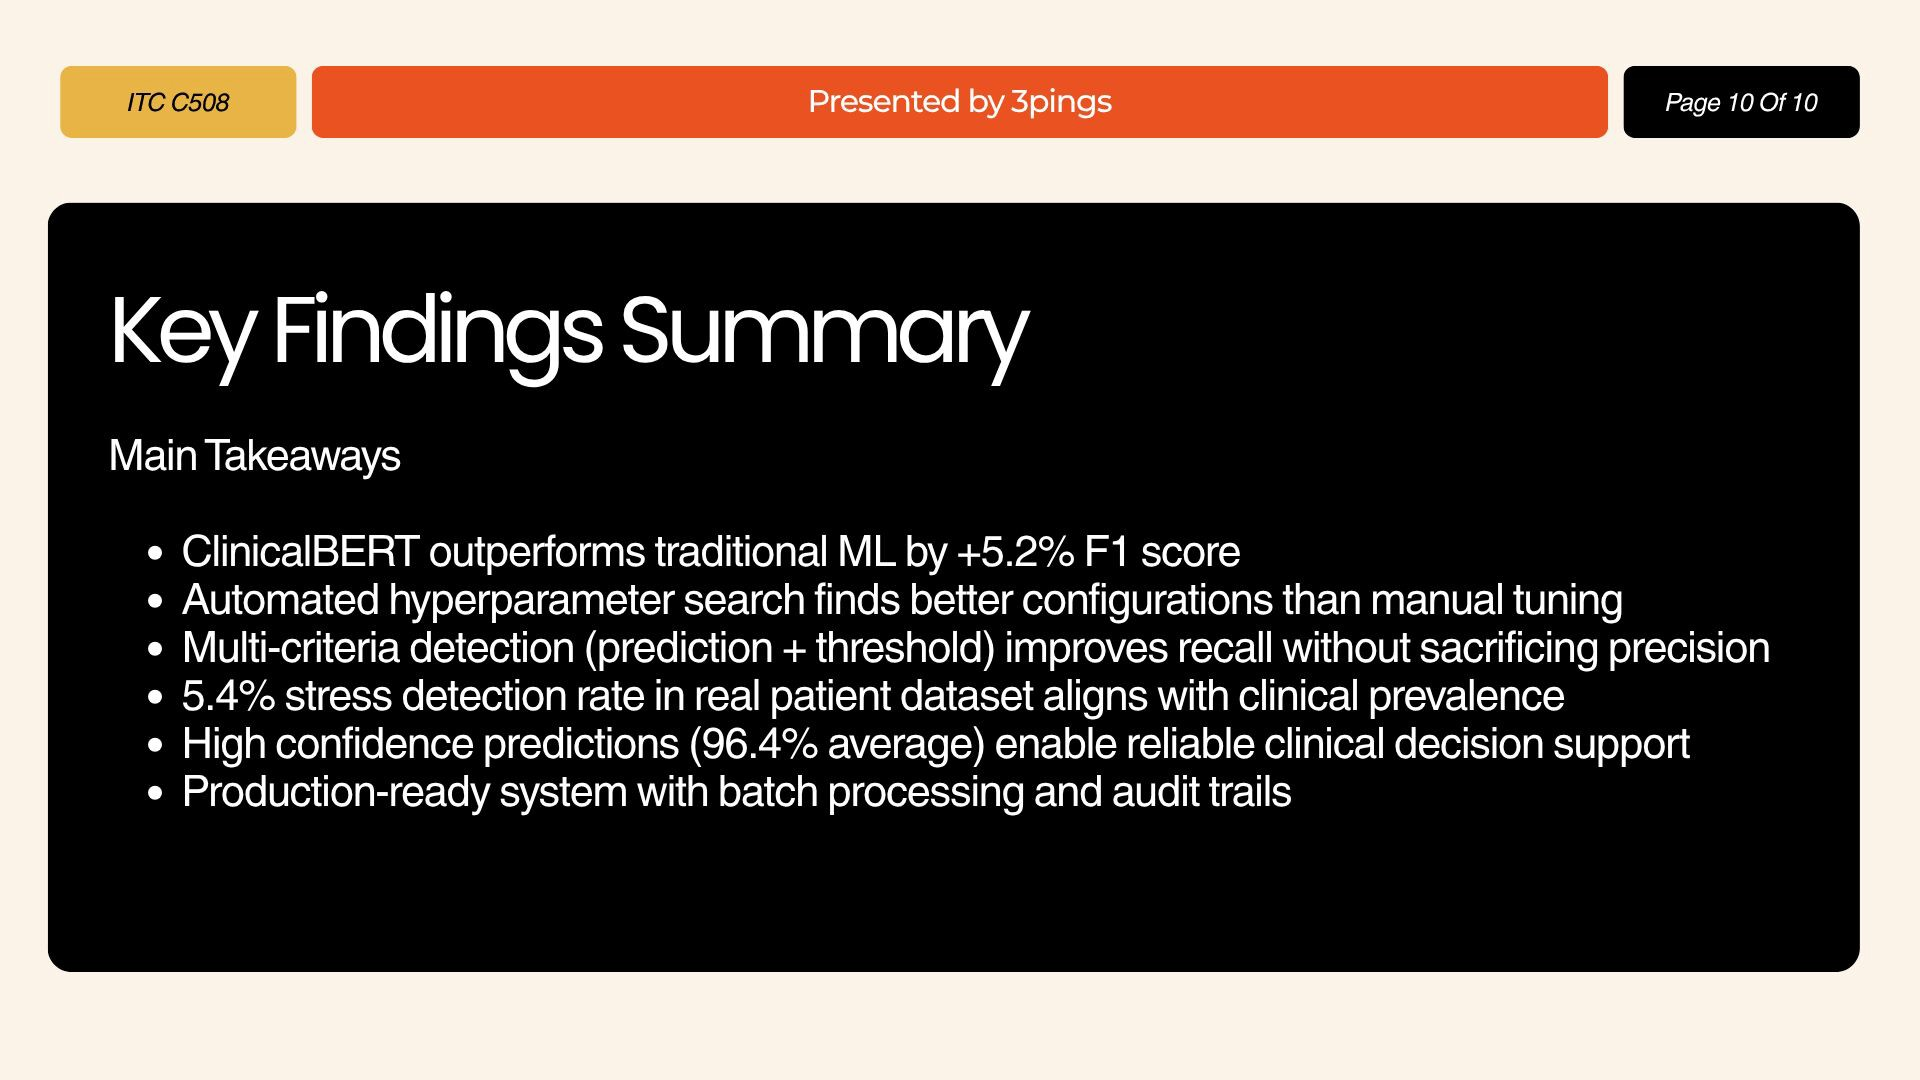 ITC C508
Presented by 3pings
Page 10 Of 10
Key Findings Summary
Main Takeaways
• ClinicalBERT outperforms traditional ML by +5.2% F1 score
• Automated hyperparameter search finds better configurations than manual tuning
• Multi-criteria detection (prediction + threshold) improves recall without sacrificing precision
• 5.4% stress detection rate in real patient dataset aligns with clinical prevalence
• High confidence predictions (96.4% average) enable reliable clinical decision support
• Production-ready system with batch processing and audit trails